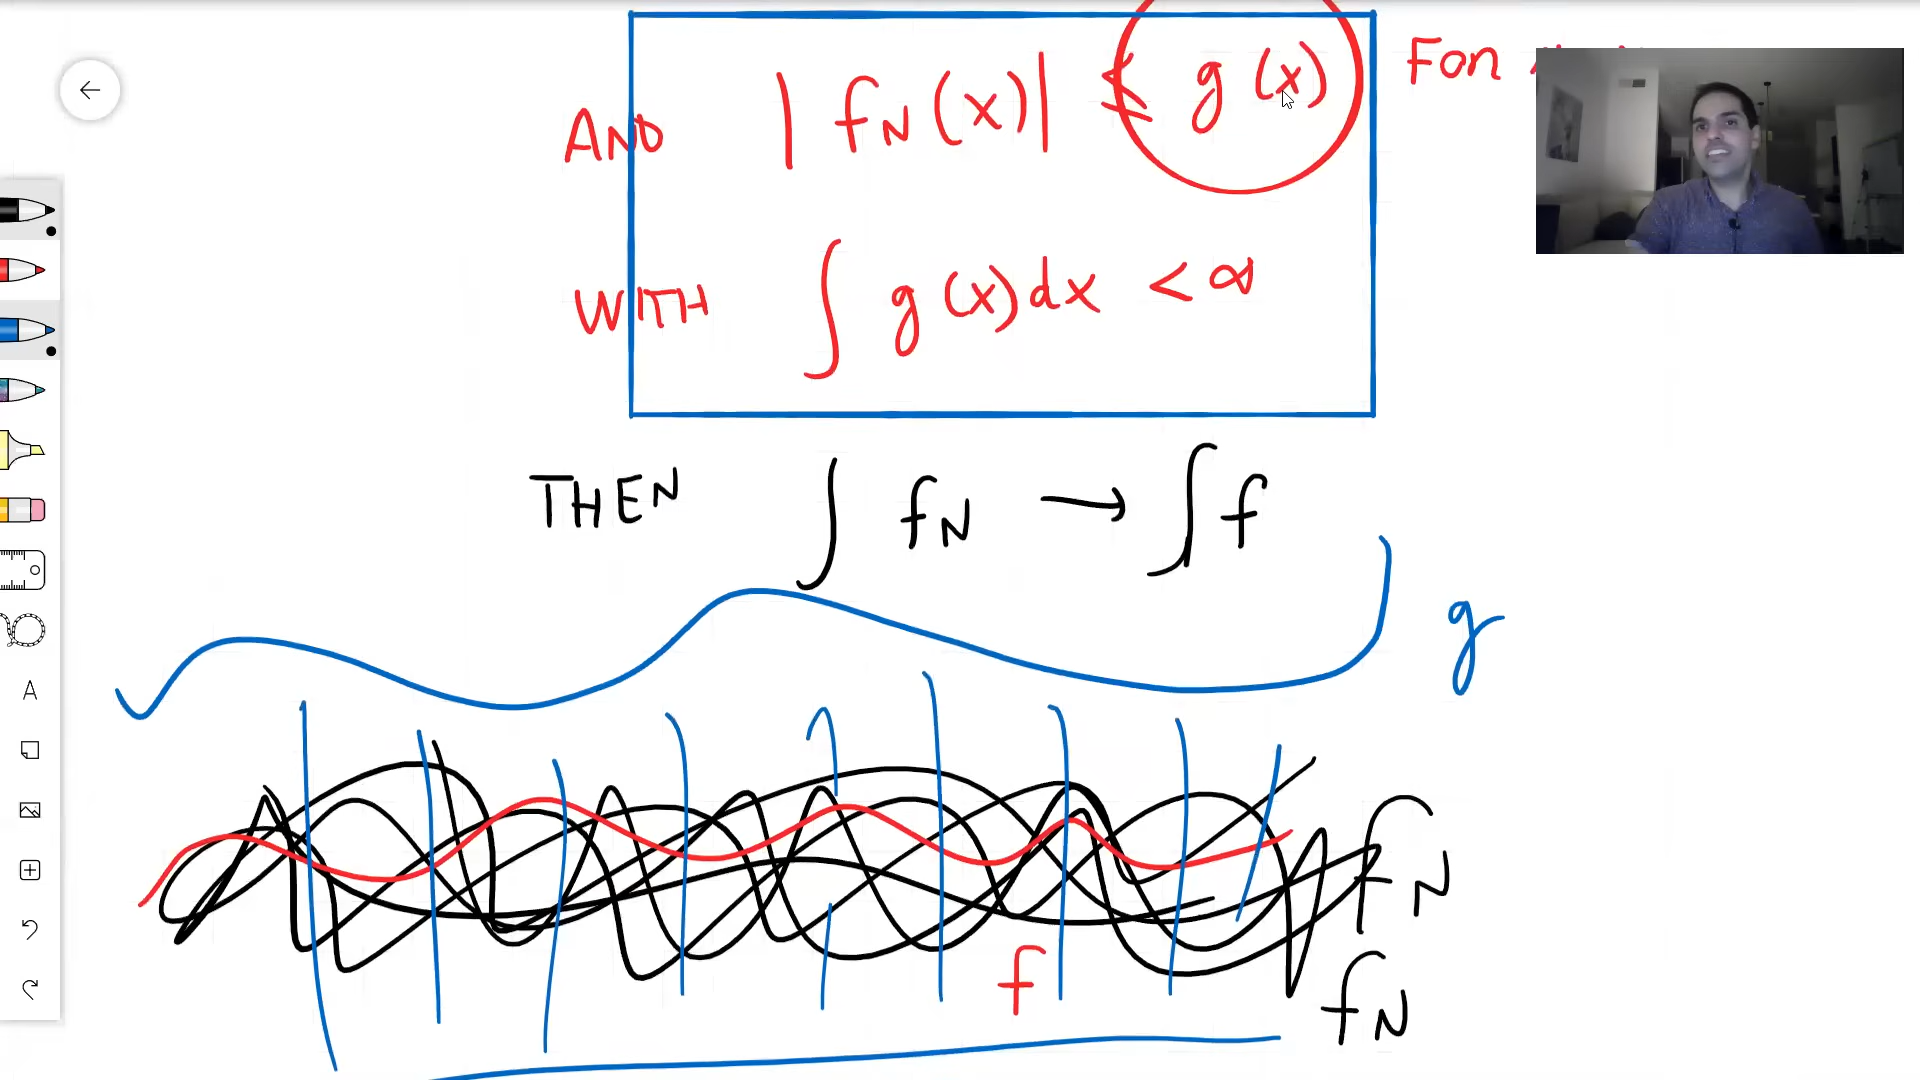 AND |fN(x)| ≤ g(x) FOR
WITH ∫ g(x)dx < ∞
THEN ∫ fN → ∫ f
g
fN
f
fN
A